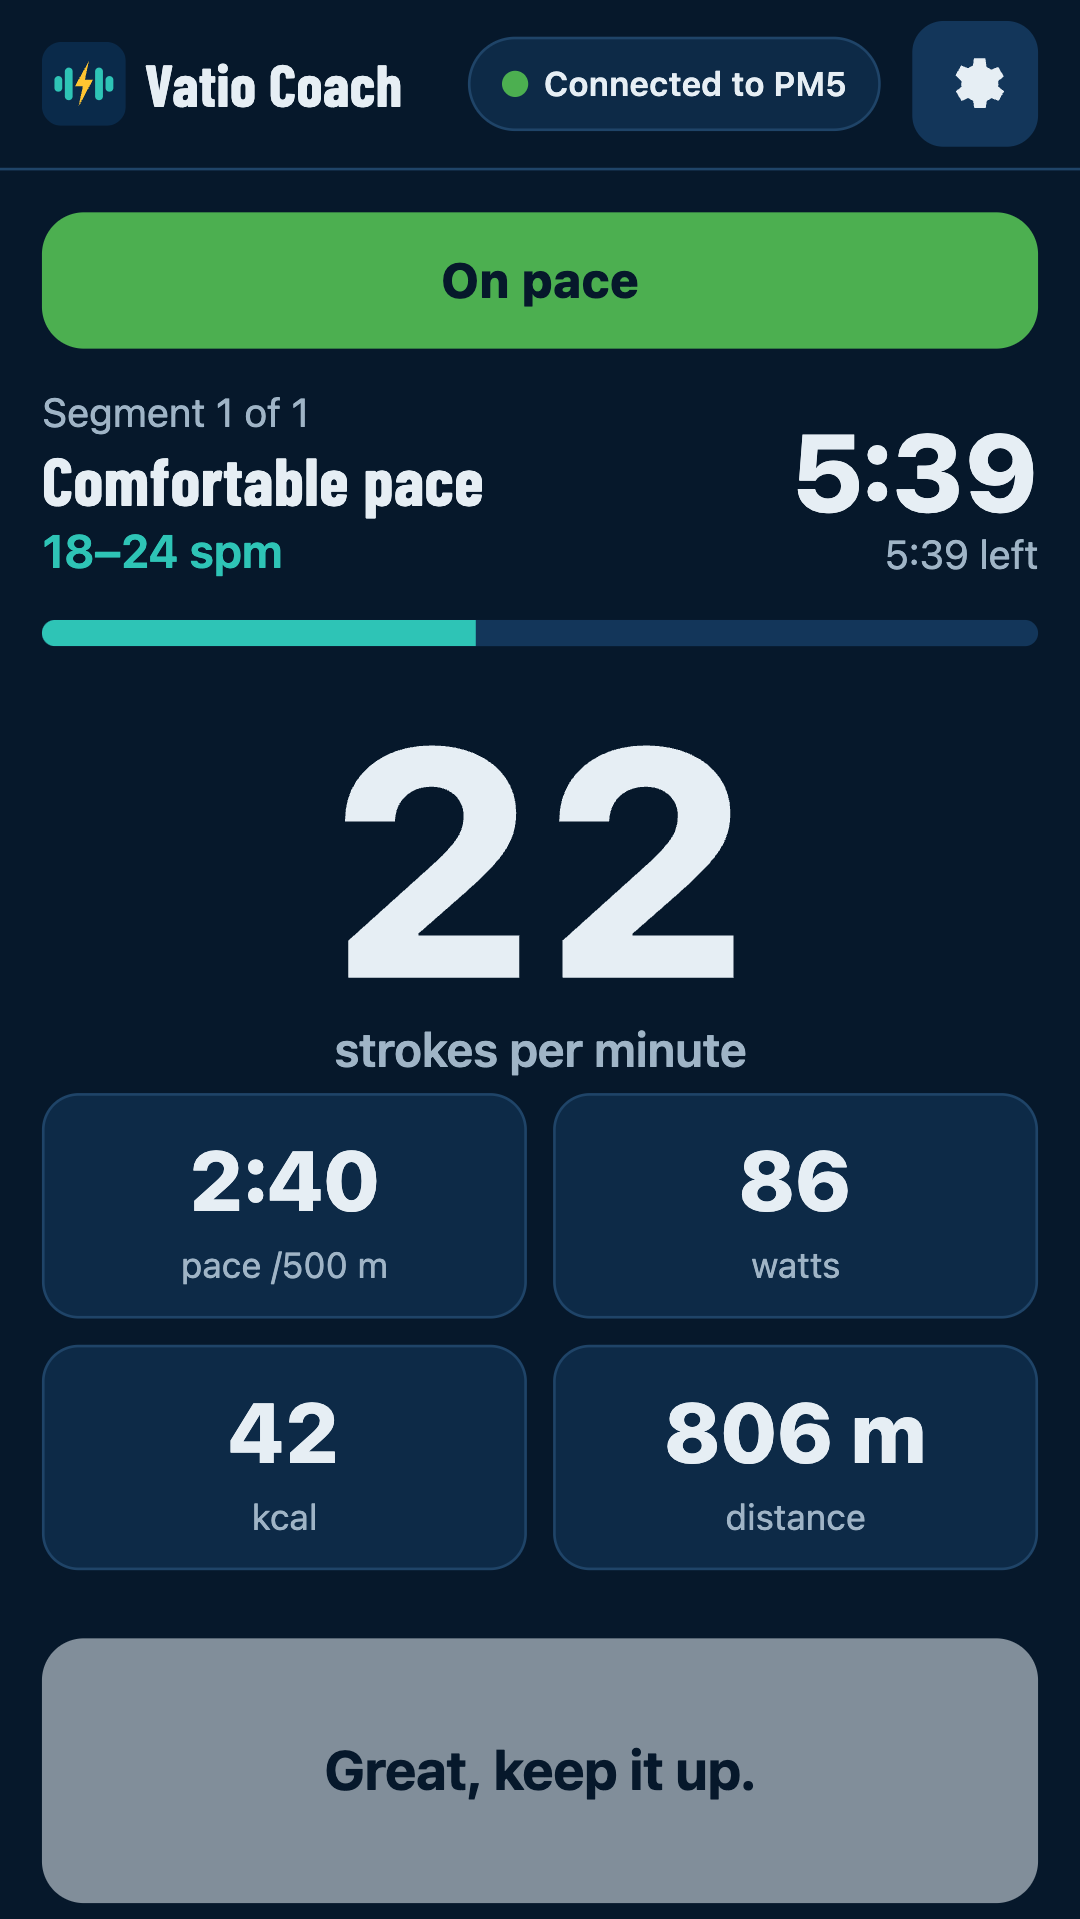 Vatio Coach
Connected to PM5
On pace
Segment 1 of 1
Comfortable pace
18–24 spm
5:39
5:39 left
22
strokes per minute
2:40
pace /500 m
86
watts
42
kcal
806 m
distance
Great, keep it up.